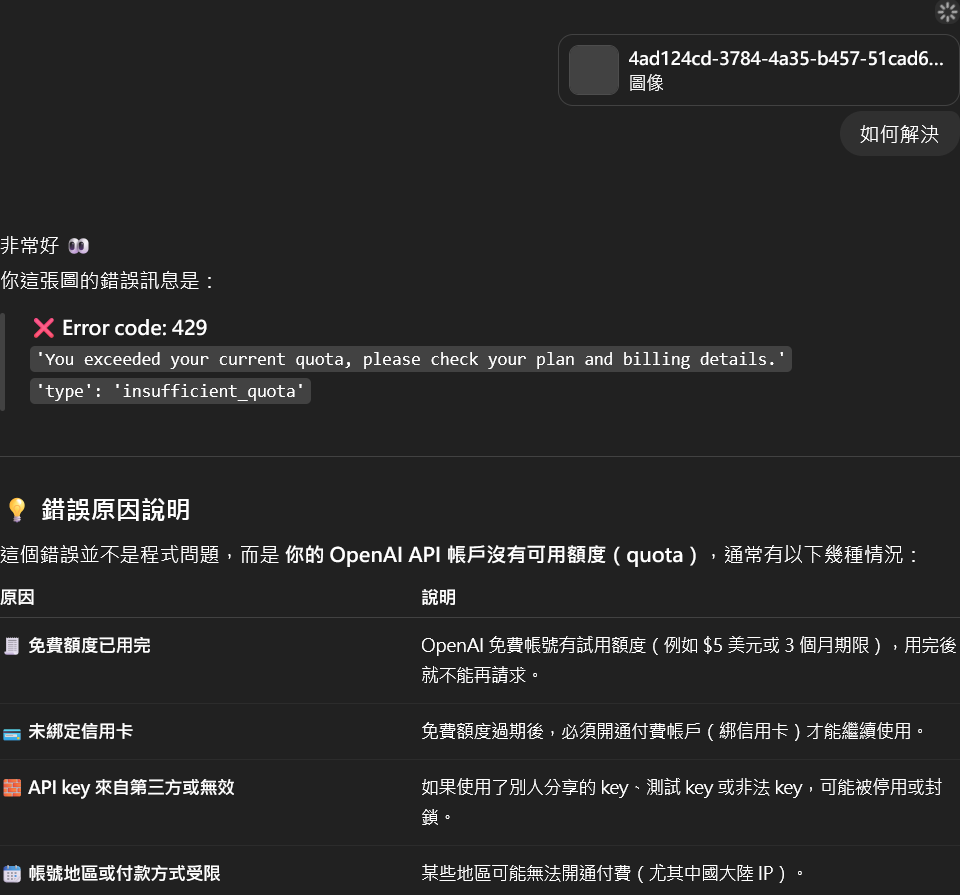 4ad124cd-3784-4a35-b457-51cad6...
圖像
如何解決
非常好 👀
你這張圖的錯誤訊息是：
❌ Error code: 429
'You exceeded your current quota, please check your plan and billing details.'
'type': 'insufficient_quota'
💡 錯誤原因說明
這個錯誤並不是程式問題，而是 你的 OpenAI API 帳戶沒有可用額度（quota），通常有以下幾種情況：
原因 說明
🧾 免費額度已用完 OpenAI 免費帳號有試用額度（例如 $5 美元或 3 個月期限），用完後
就不能再請求。
💳 未綁定信用卡 免費額度過期後，必須開通付費帳戶（綁信用卡）才能繼續使用。
🧱 API key 來自第三方或無效 如果使用了別人分享的 key、測試 key 或非法 key，可能被停用或封
鎖。
📅 帳號地區或付款方式受限 某些地區可能無法開通付費（尤其中國大陸 IP）。